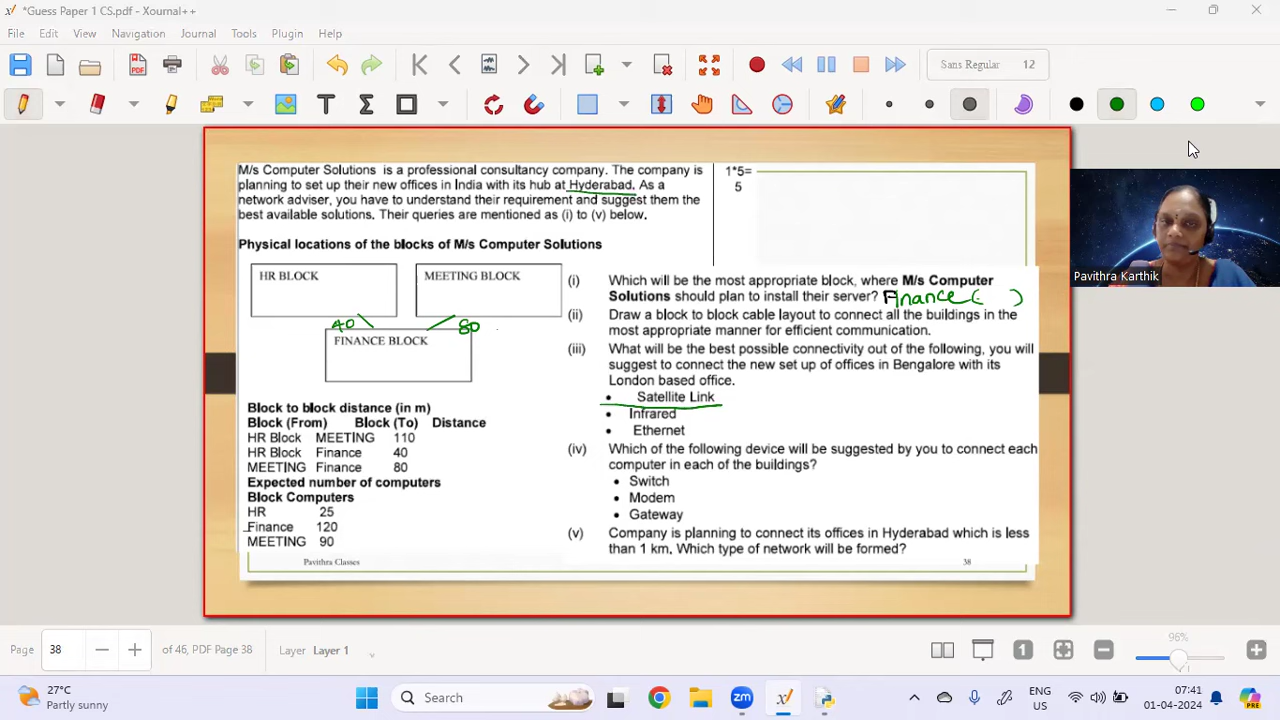 *Guess Paper 1 CS.pdf - Xournal++
File Edit View Navigation Journal Tools Plugin Help
PDF
Sans Regular 12
M/s Computer Solutions is a professional consultancy company. The company is
planning to set up their new offices in India with its hub at Hyderabad. As a
network adviser, you have to understand their requirement and suggest them the
best available solutions. Their queries are mentioned as (i) to (v) below.
1*5=
5
Physical locations of the blocks of M/s Computer Solutions
HR BLOCK
MEETING BLOCK
40
80
FINANCE BLOCK
Block to block distance (in m)
Block (From) Block (To) Distance
HR Block MEETING 110
HR Block Finance 40
MEETING Finance 80
Expected number of computers
Block Computers
HR 25
Finance 120
MEETING 90
(i) Which will be the most appropriate block, where M/s Computer
Solutions should plan to install their server? Finance ( )
(ii) Draw a block to block cable layout to connect all the buildings in the
most appropriate manner for efficient communication.
(iii) What will be the best possible connectivity out of the following, you will
suggest to connect the new set up of offices in Bengalore with its
London based office.
• Satellite Link
• Infrared
• Ethernet
(iv) Which of the following device will be suggested by you to connect each
computer in each of the buildings?
• Switch
• Modem
• Gateway
(v) Company is planning to connect its offices in Hyderabad which is less
than 1 km. Which type of network will be formed?
Pavithra Classes
38
Pavithra Karthik
Page 38 of 46, PDF Page 38 Layer Layer 1
1
96%
27°C
Partly sunny
Search
zm
ENG
US
07:41
01-04-2024
PRE